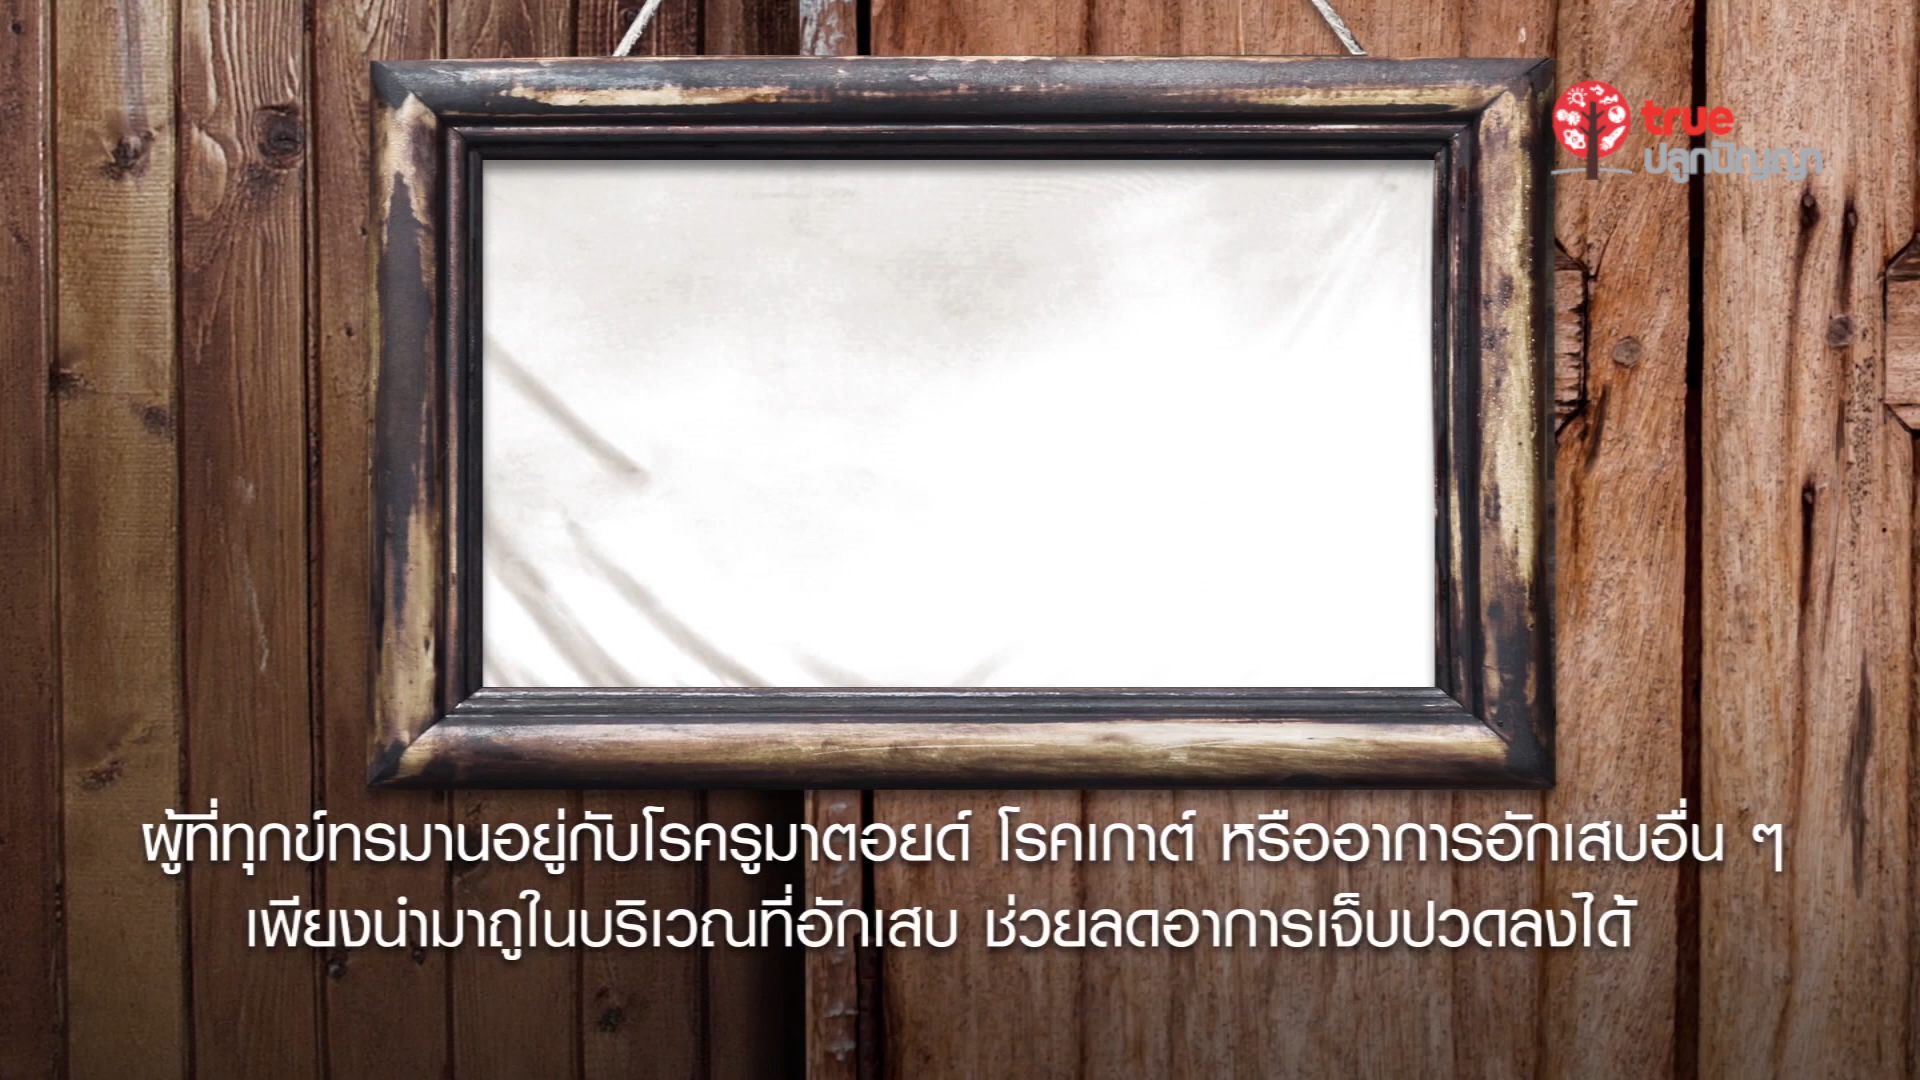 true
ปลูกปัญญา
ผู้ที่ทุกข์ทรมานอยู่กับโรครูมาตอยด์ โรคเกาต์ หรืออาการอักเสบอื่น ๆ
เพียงนำมาถูในบริเวณที่อักเสบ ช่วยลดอาการเจ็บปวดลงได้